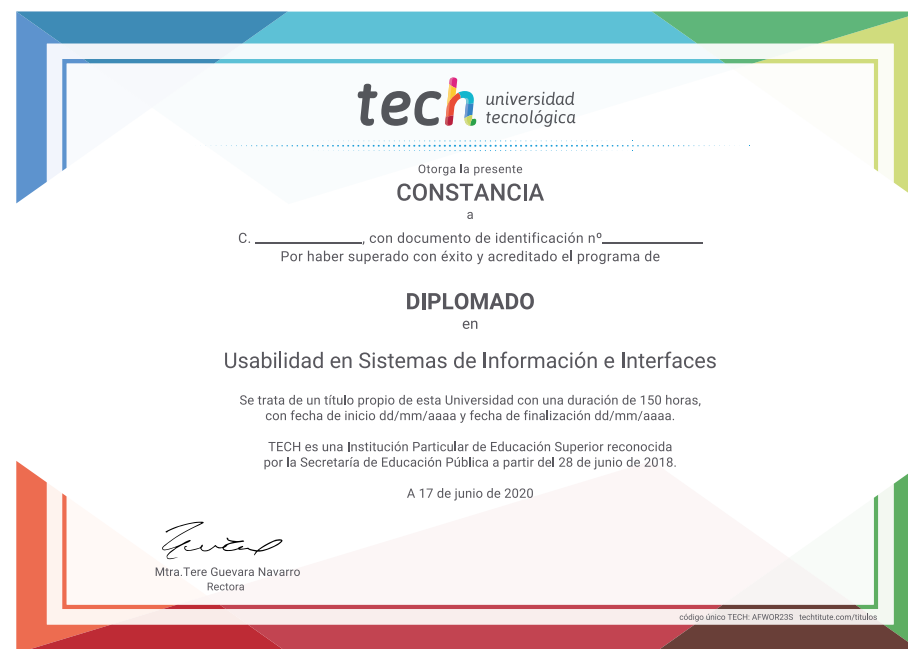 tech universidad
tecnológica
Otorga la presente
CONSTANCIA
a
C. ____________, con documento de identificación nº____________
Por haber superado con éxito y acreditado el programa de
DIPLOMADO
en
Usabilidad en Sistemas de Información e Interfaces
Se trata de un título propio de esta Universidad con una duración de 150 horas,
con fecha de inicio dd/mm/aaaa y fecha de finalización dd/mm/aaaa.
TECH es una Institución Particular de Educación Superior reconocida
por la Secretaría de Educación Pública a partir del 28 de junio de 2018.
A 17 de junio de 2020
Mtra.Tere Guevara Navarro
Rectora
código único TECH: AFWOR23S techtitute.com/titulos